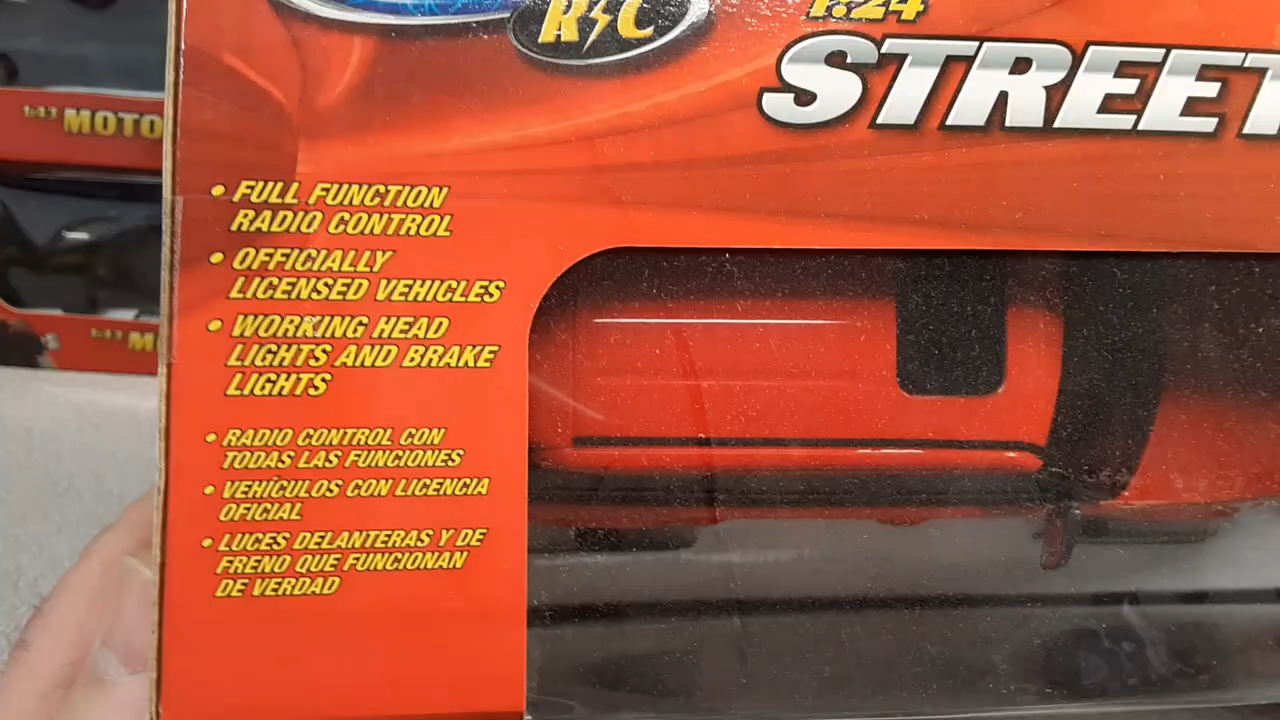 R/C
1:24
STREET
1:43 MOTO
• FULL FUNCTION
RADIO CONTROL
• OFFICIALLY
LICENSED VEHICLES
• WORKING HEAD
LIGHTS AND BRAKE
LIGHTS
• RADIO CONTROL CON
TODAS LAS FUNCIONES
• VEHÍCULOS CON LICENCIA
OFICIAL
• LUCES DELANTERAS Y DE
FRENO QUE FUNCIONAN
DE VERDAD